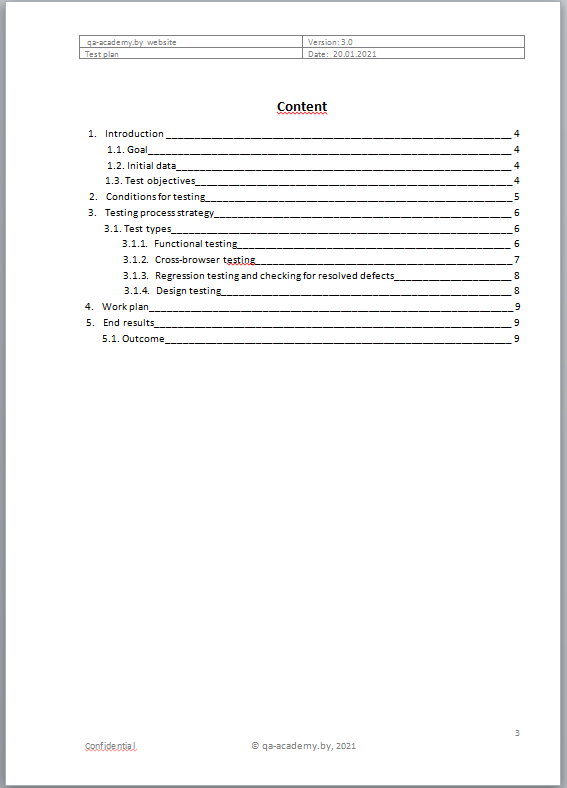 qa-academy.by website Version: 3.0
Test plan Date: 20.01.2021
Content
1. Introduction 4
1.1. Goal 4
1.2. Initial data 4
1.3. Test objectives 4
2. Conditions for testing 5
3. Testing process strategy 6
3.1. Test types 6
3.1.1. Functional testing 6
3.1.2. Cross-browser testing 7
3.1.3. Regression testing and checking for resolved defects 8
3.1.4. Design testing 8
4. Work plan 9
5. End results 9
5.1. Outcome 9
3
Confidential © qa-academy.by, 2021